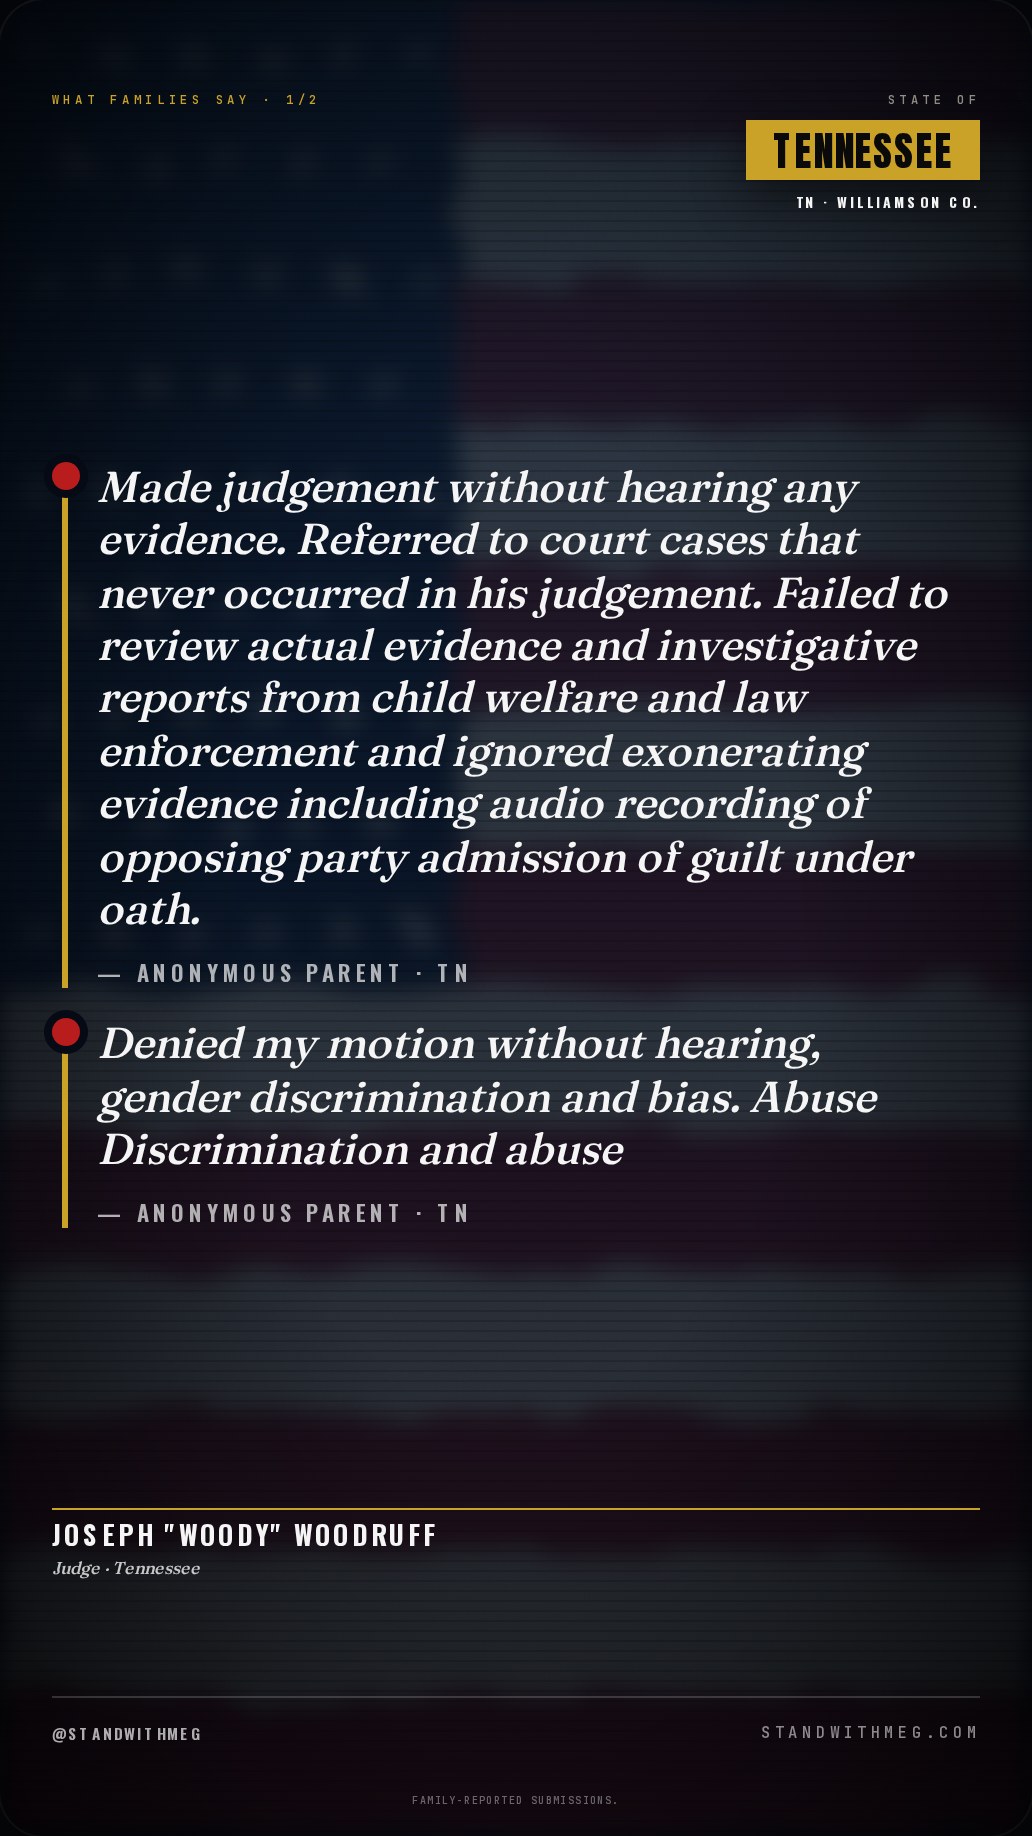 WHAT FAMILIES SAY · 1/2
STATE OF
TENNESSEE
TN · WILLIAMSON CO.
Made judgement without hearing any
evidence. Referred to court cases that
never occurred in his judgement. Failed to
review actual evidence and investigative
reports from child welfare and law
enforcement and ignored exonerating
evidence including audio recording of
opposing party admission of guilt under
oath.
— ANONYMOUS PARENT · TN
Denied my motion without hearing,
gender discrimination and bias. Abuse
Discrimination and abuse
— ANONYMOUS PARENT · TN
JOSEPH "WOODY" WOODRUFF
Judge · Tennessee
@STANDWITHMEG
STANDWITHMEG.COM
FAMILY-REPORTED SUBMISSIONS.